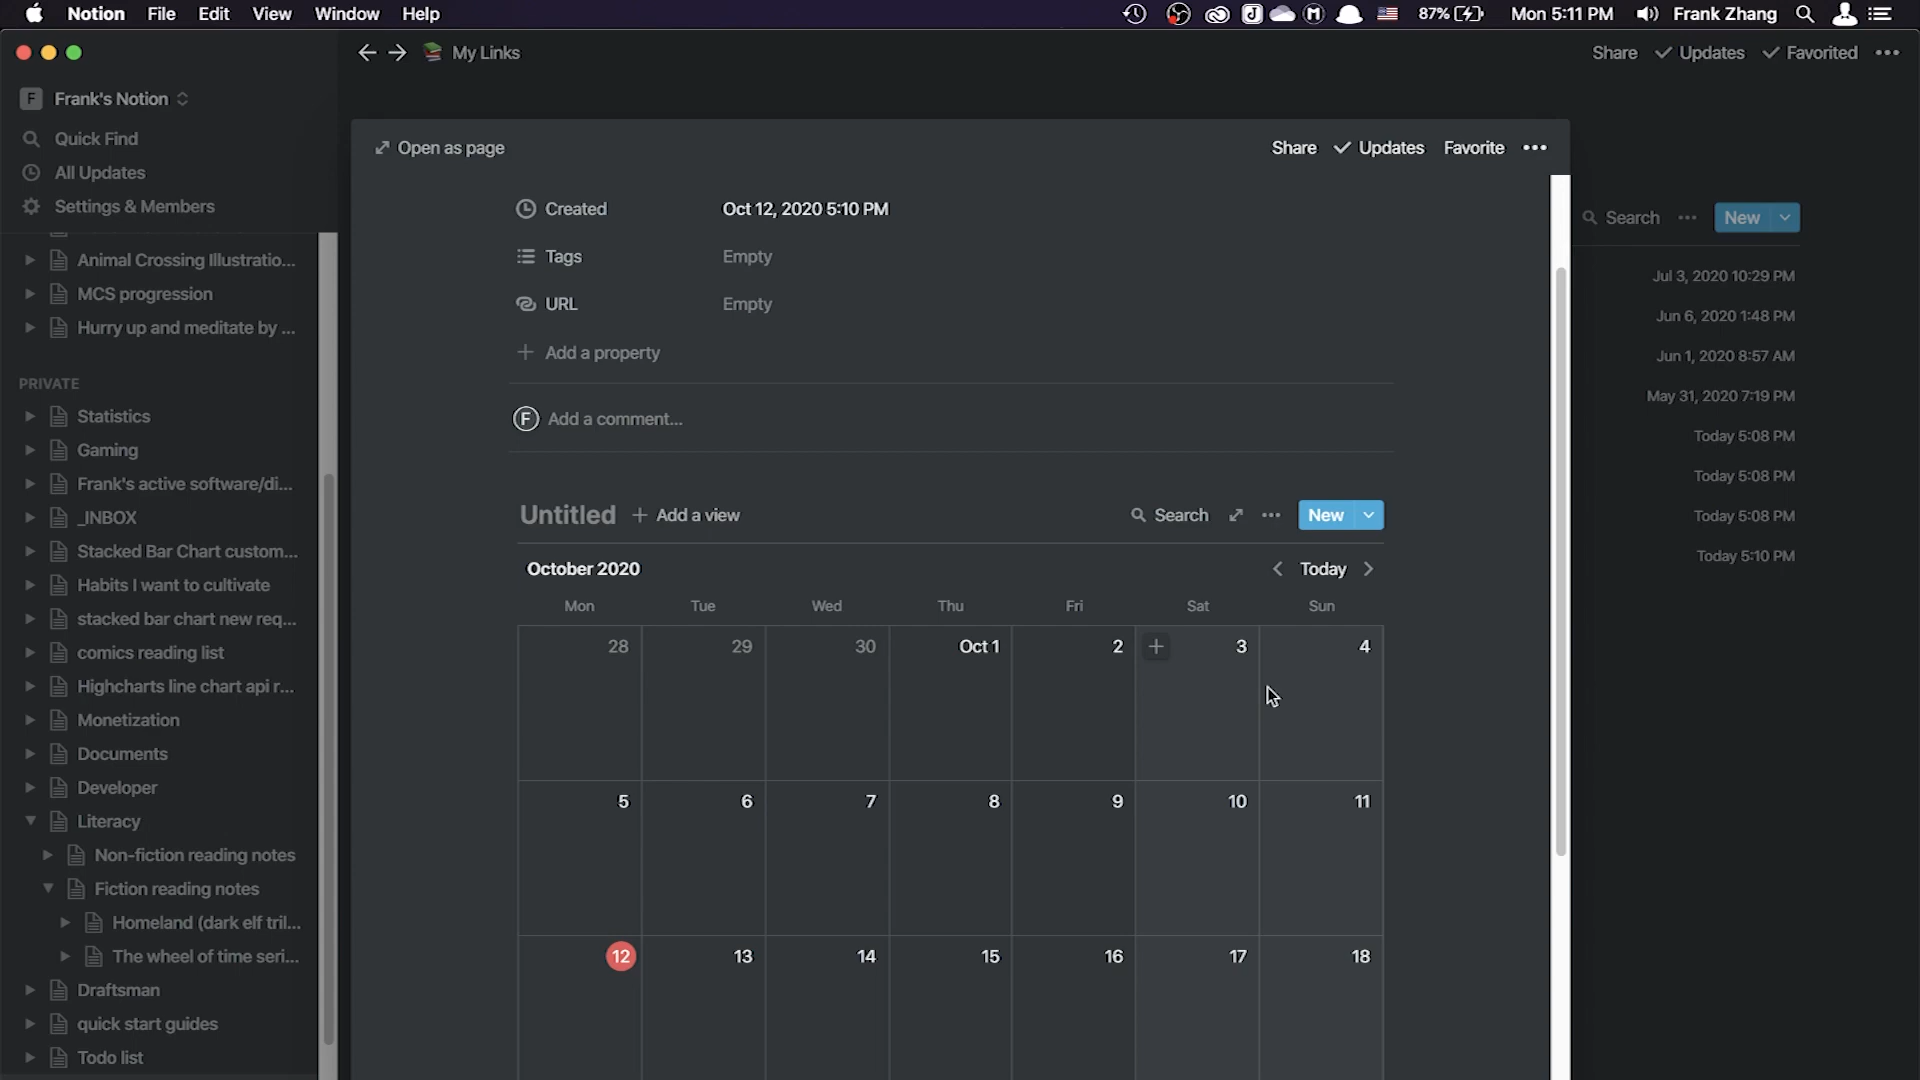 Notion File Edit View Window Help 87% Mon 5:11 PM Frank Zhang
My Links Share Updates Favorited
F Frank's Notion
Quick Find
All Updates
Settings & Members
Animal Crossing Illustratio...
MCS progression
Hurry up and meditate by ...
PRIVATE
Statistics
Gaming
Frank's active software/di...
_INBOX
Stacked Bar Chart custom...
Habits I want to cultivate
stacked bar chart new req...
comics reading list
Highcharts line chart api r...
Monetization
Documents
Developer
Literacy
Non-fiction reading notes
Fiction reading notes
Homeland (dark elf tril...
The wheel of time seri...
Draftsman
quick start guides
Todo list
Open as page Share Updates Favorite
Created Oct 12, 2020 5:10 PM
Tags Empty
URL Empty
Add a property
F Add a comment...
Untitled Add a view Search New
October 2020 Today
Mon Tue Wed Thu Fri Sat Sun
28 29 30 Oct 1 2 3 4
5 6 7 8 9 10 11
12 13 14 15 16 17 18
Search New
Jul 3, 2020 10:29 PM
Jun 6, 2020 1:48 PM
Jun 1, 2020 8:57 AM
May 31, 2020 7:19 PM
Today 5:08 PM
Today 5:08 PM
Today 5:08 PM
Today 5:10 PM